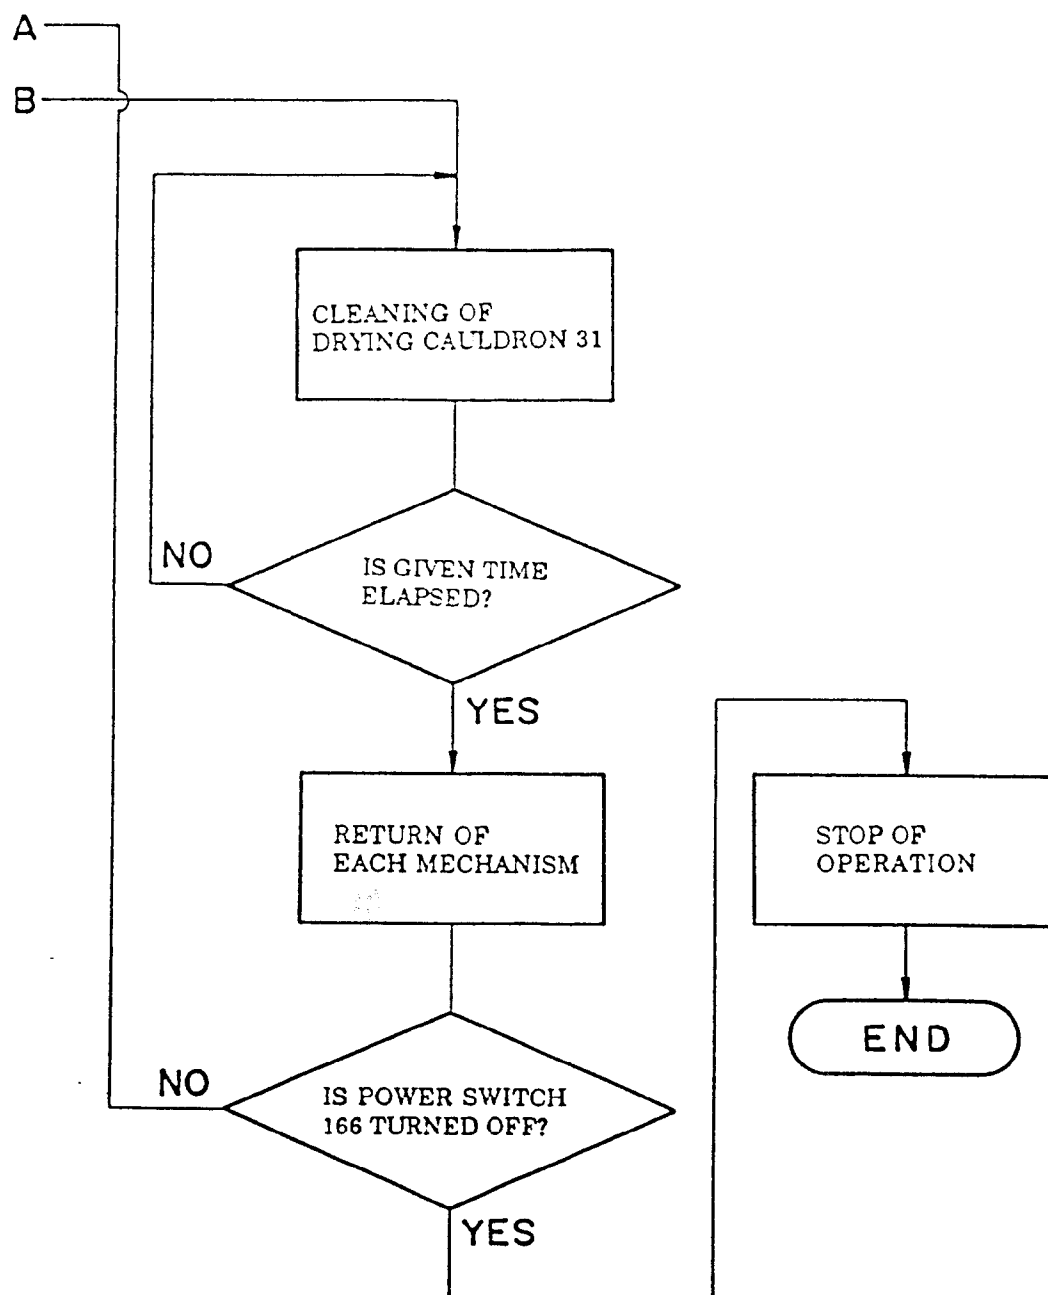 A
B
CLEANING OF
DRYING CAULDRON 31
NO
IS GIVEN TIME
ELAPSED?
YES
RETURN OF
EACH MECHANISM
STOP OF
OPERATION
END
NO
IS POWER SWITCH
166 TURNED OFF?
YES